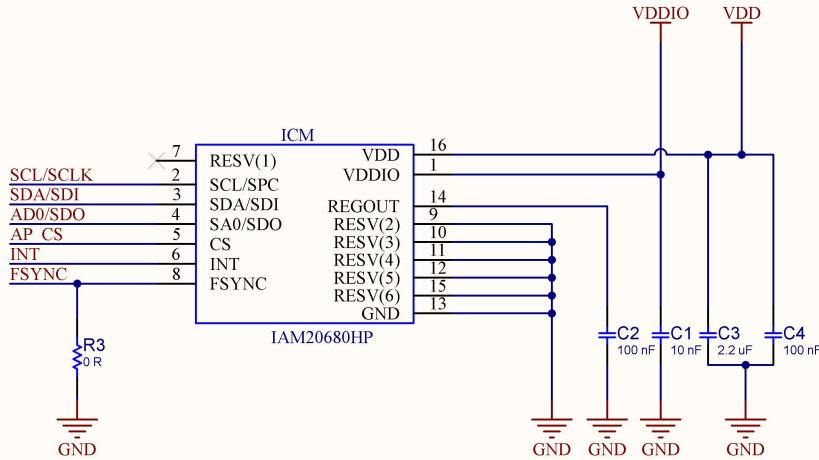 VDDIO VDD
ICM
7 RESV(1) VDD 16
SCL/SCLK 2 SCL/SPC VDDIO 1
SDA/SDI 3 SDA/SDI REGOUT 14
AD0/SDO 4 SA0/SDO RESV(2) 9
AP CS 5 CS RESV(3) 10
INT 6 INT RESV(4) 11
FSYNC 8 FSYNC RESV(5) 12
RESV(6) 15
GND 13
IAM20680HP
R3
0 R
C2
100 nF
C1
10 nF
C3
2.2 uF
C4
100 nF
GND GND GND GND GND